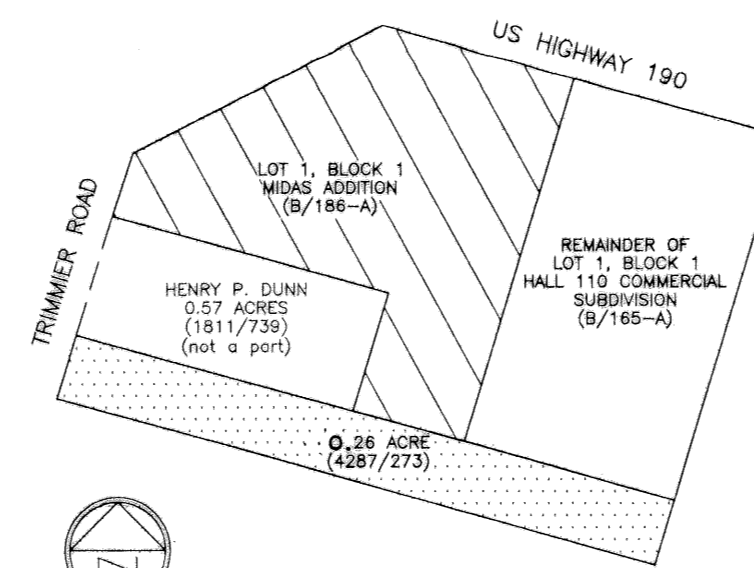 US HIGHWAY 190
LOT 1, BLOCK 1
MIDAS ADDITION
(B/186-A)
TRIMMIER ROAD
HENRY P. DUNN
0.57 ACRES
(1811/739)
(not a part)
REMAINDER OF
LOT 1, BLOCK 1
HALL 110 COMMERCIAL
SUBDIVISION
(B/165-A)
0.26 ACRE
(4287/273)